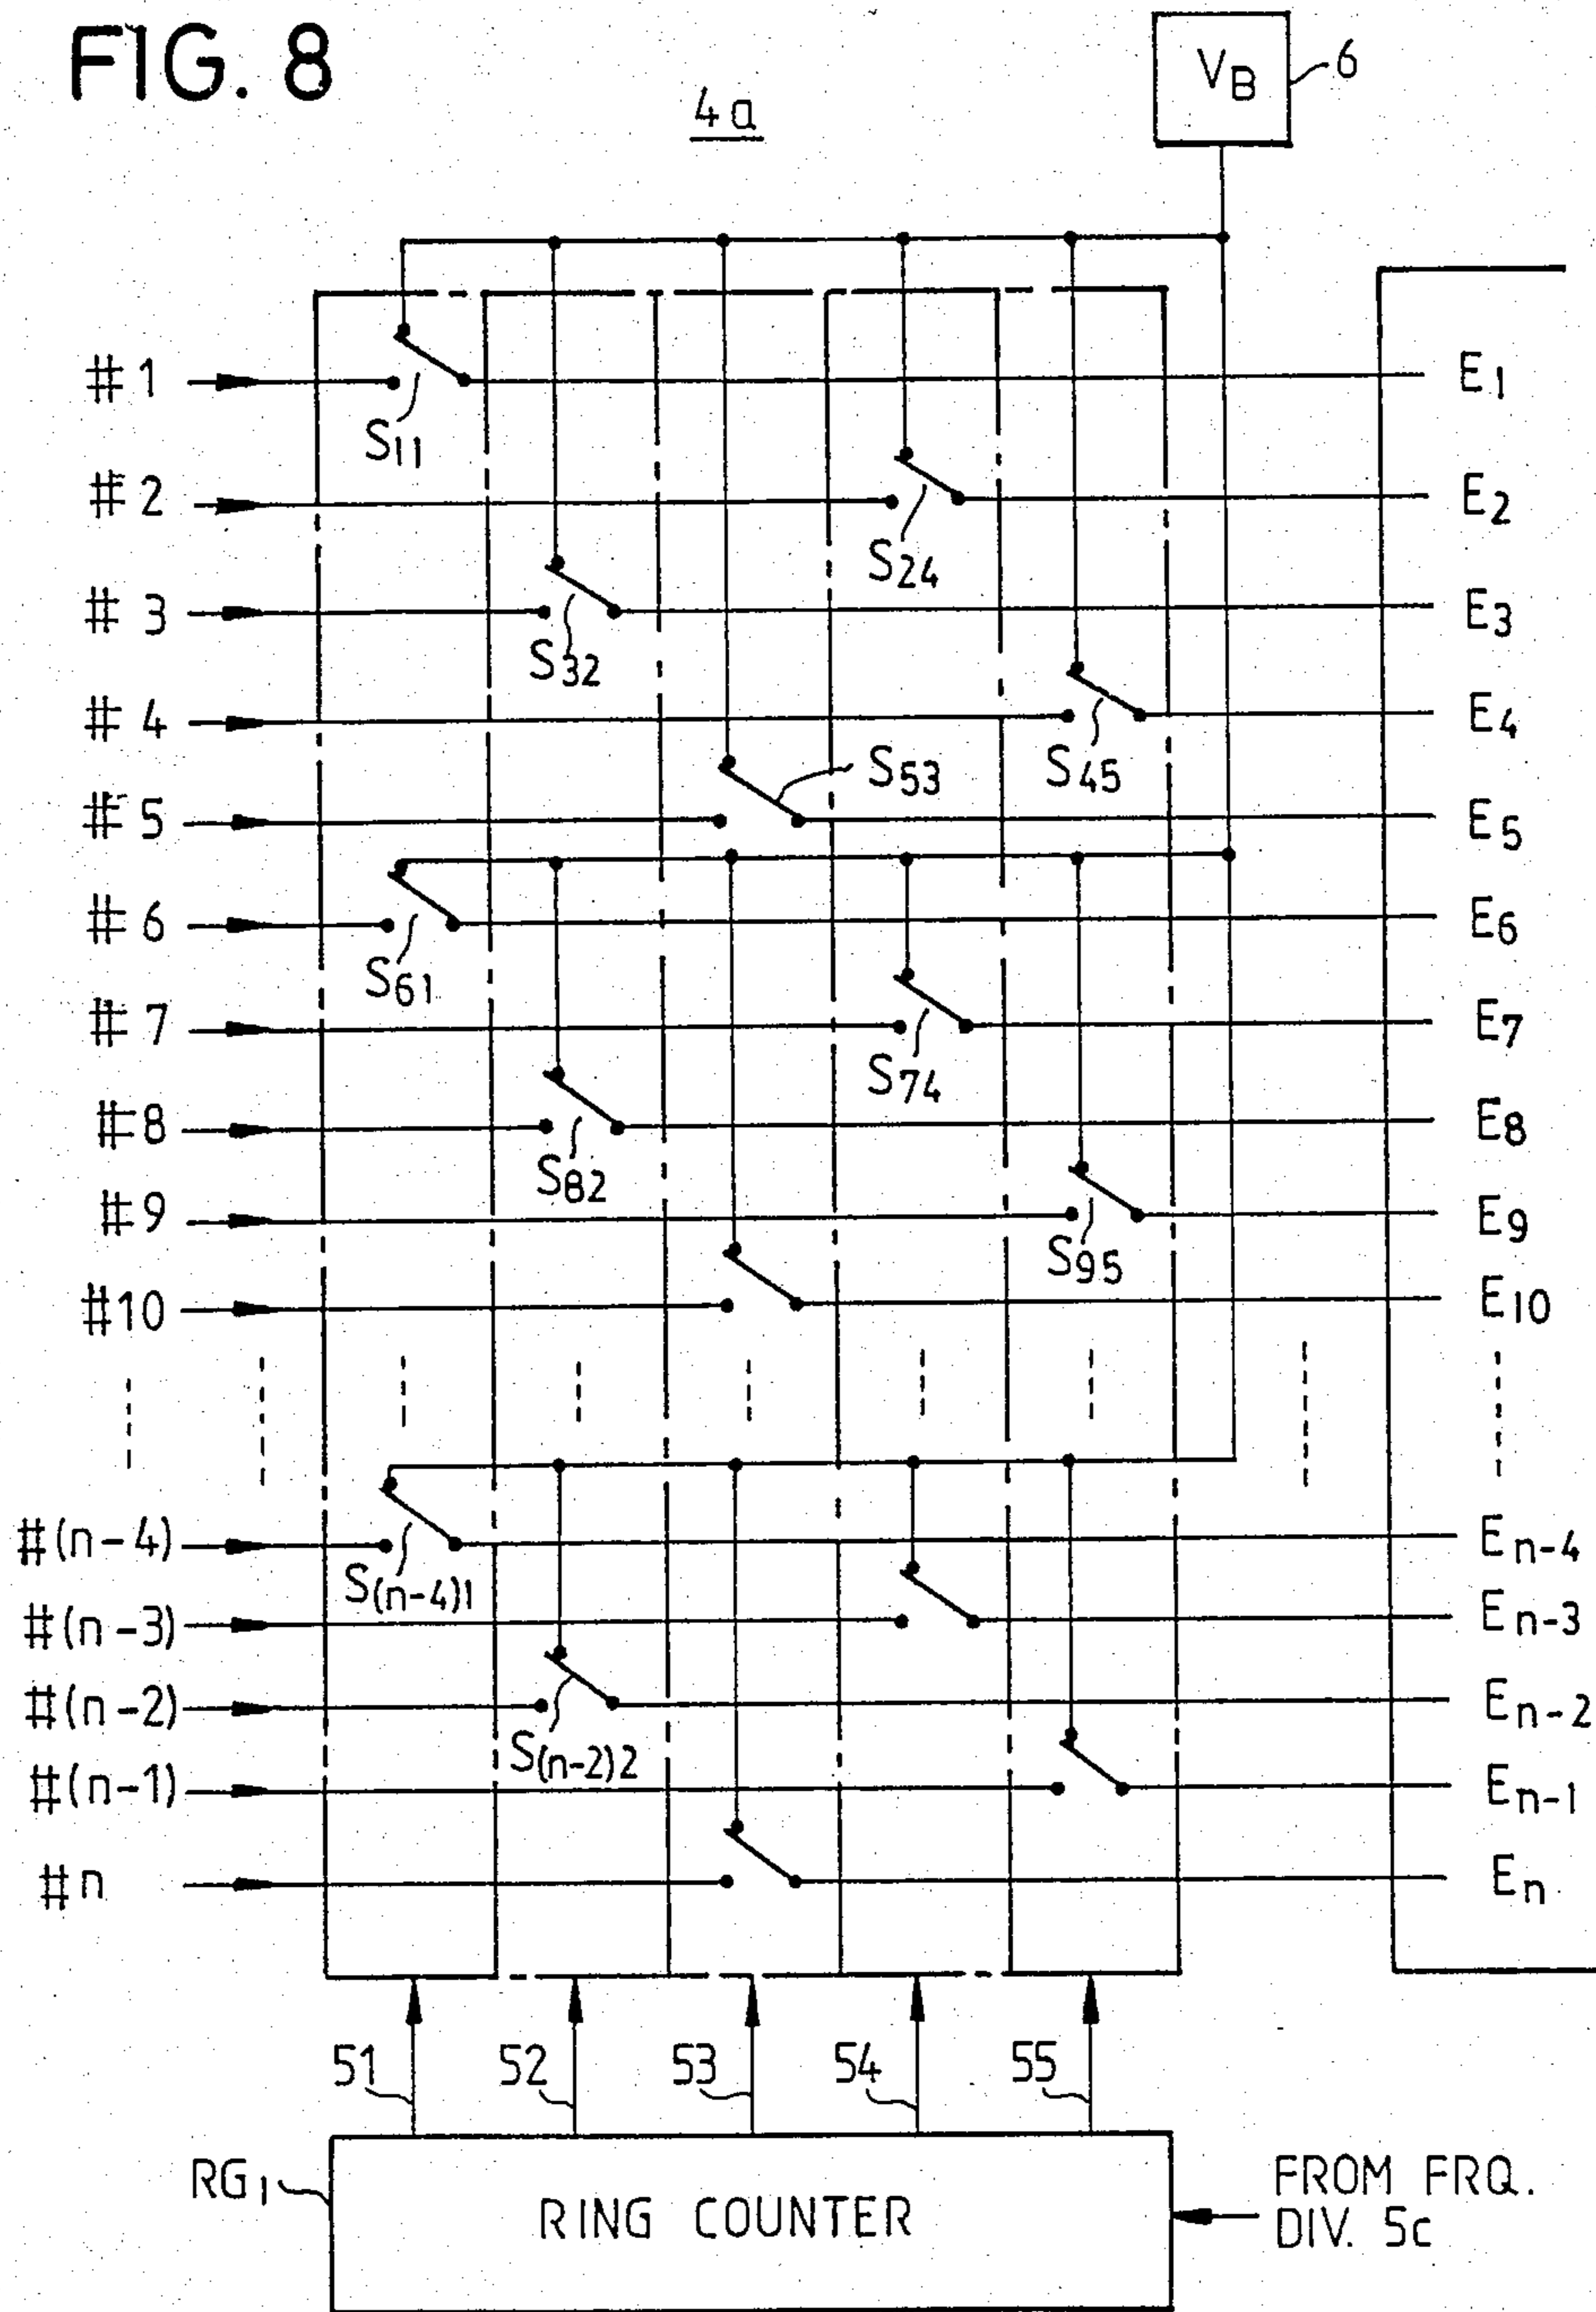 FIG. 8
4a
VB
6
#1
S11
E1
#2
S24
E2
#3
S32
E3
#4
S45
E4
S53
#5
E5
#6
S61
E6
#7
S74
E7
#8
S82
E8
#9
S95
E9
#10
E10
#(n-4)
S(n-4)1
En-4
#(n-3)
En-3
#(n-2)
S(n-2)2
En-2
#(n-1)
En-1
#n
En
51
52
53
54
55
RG1
RING COUNTER
FROM FRQ.
DIV. 5c